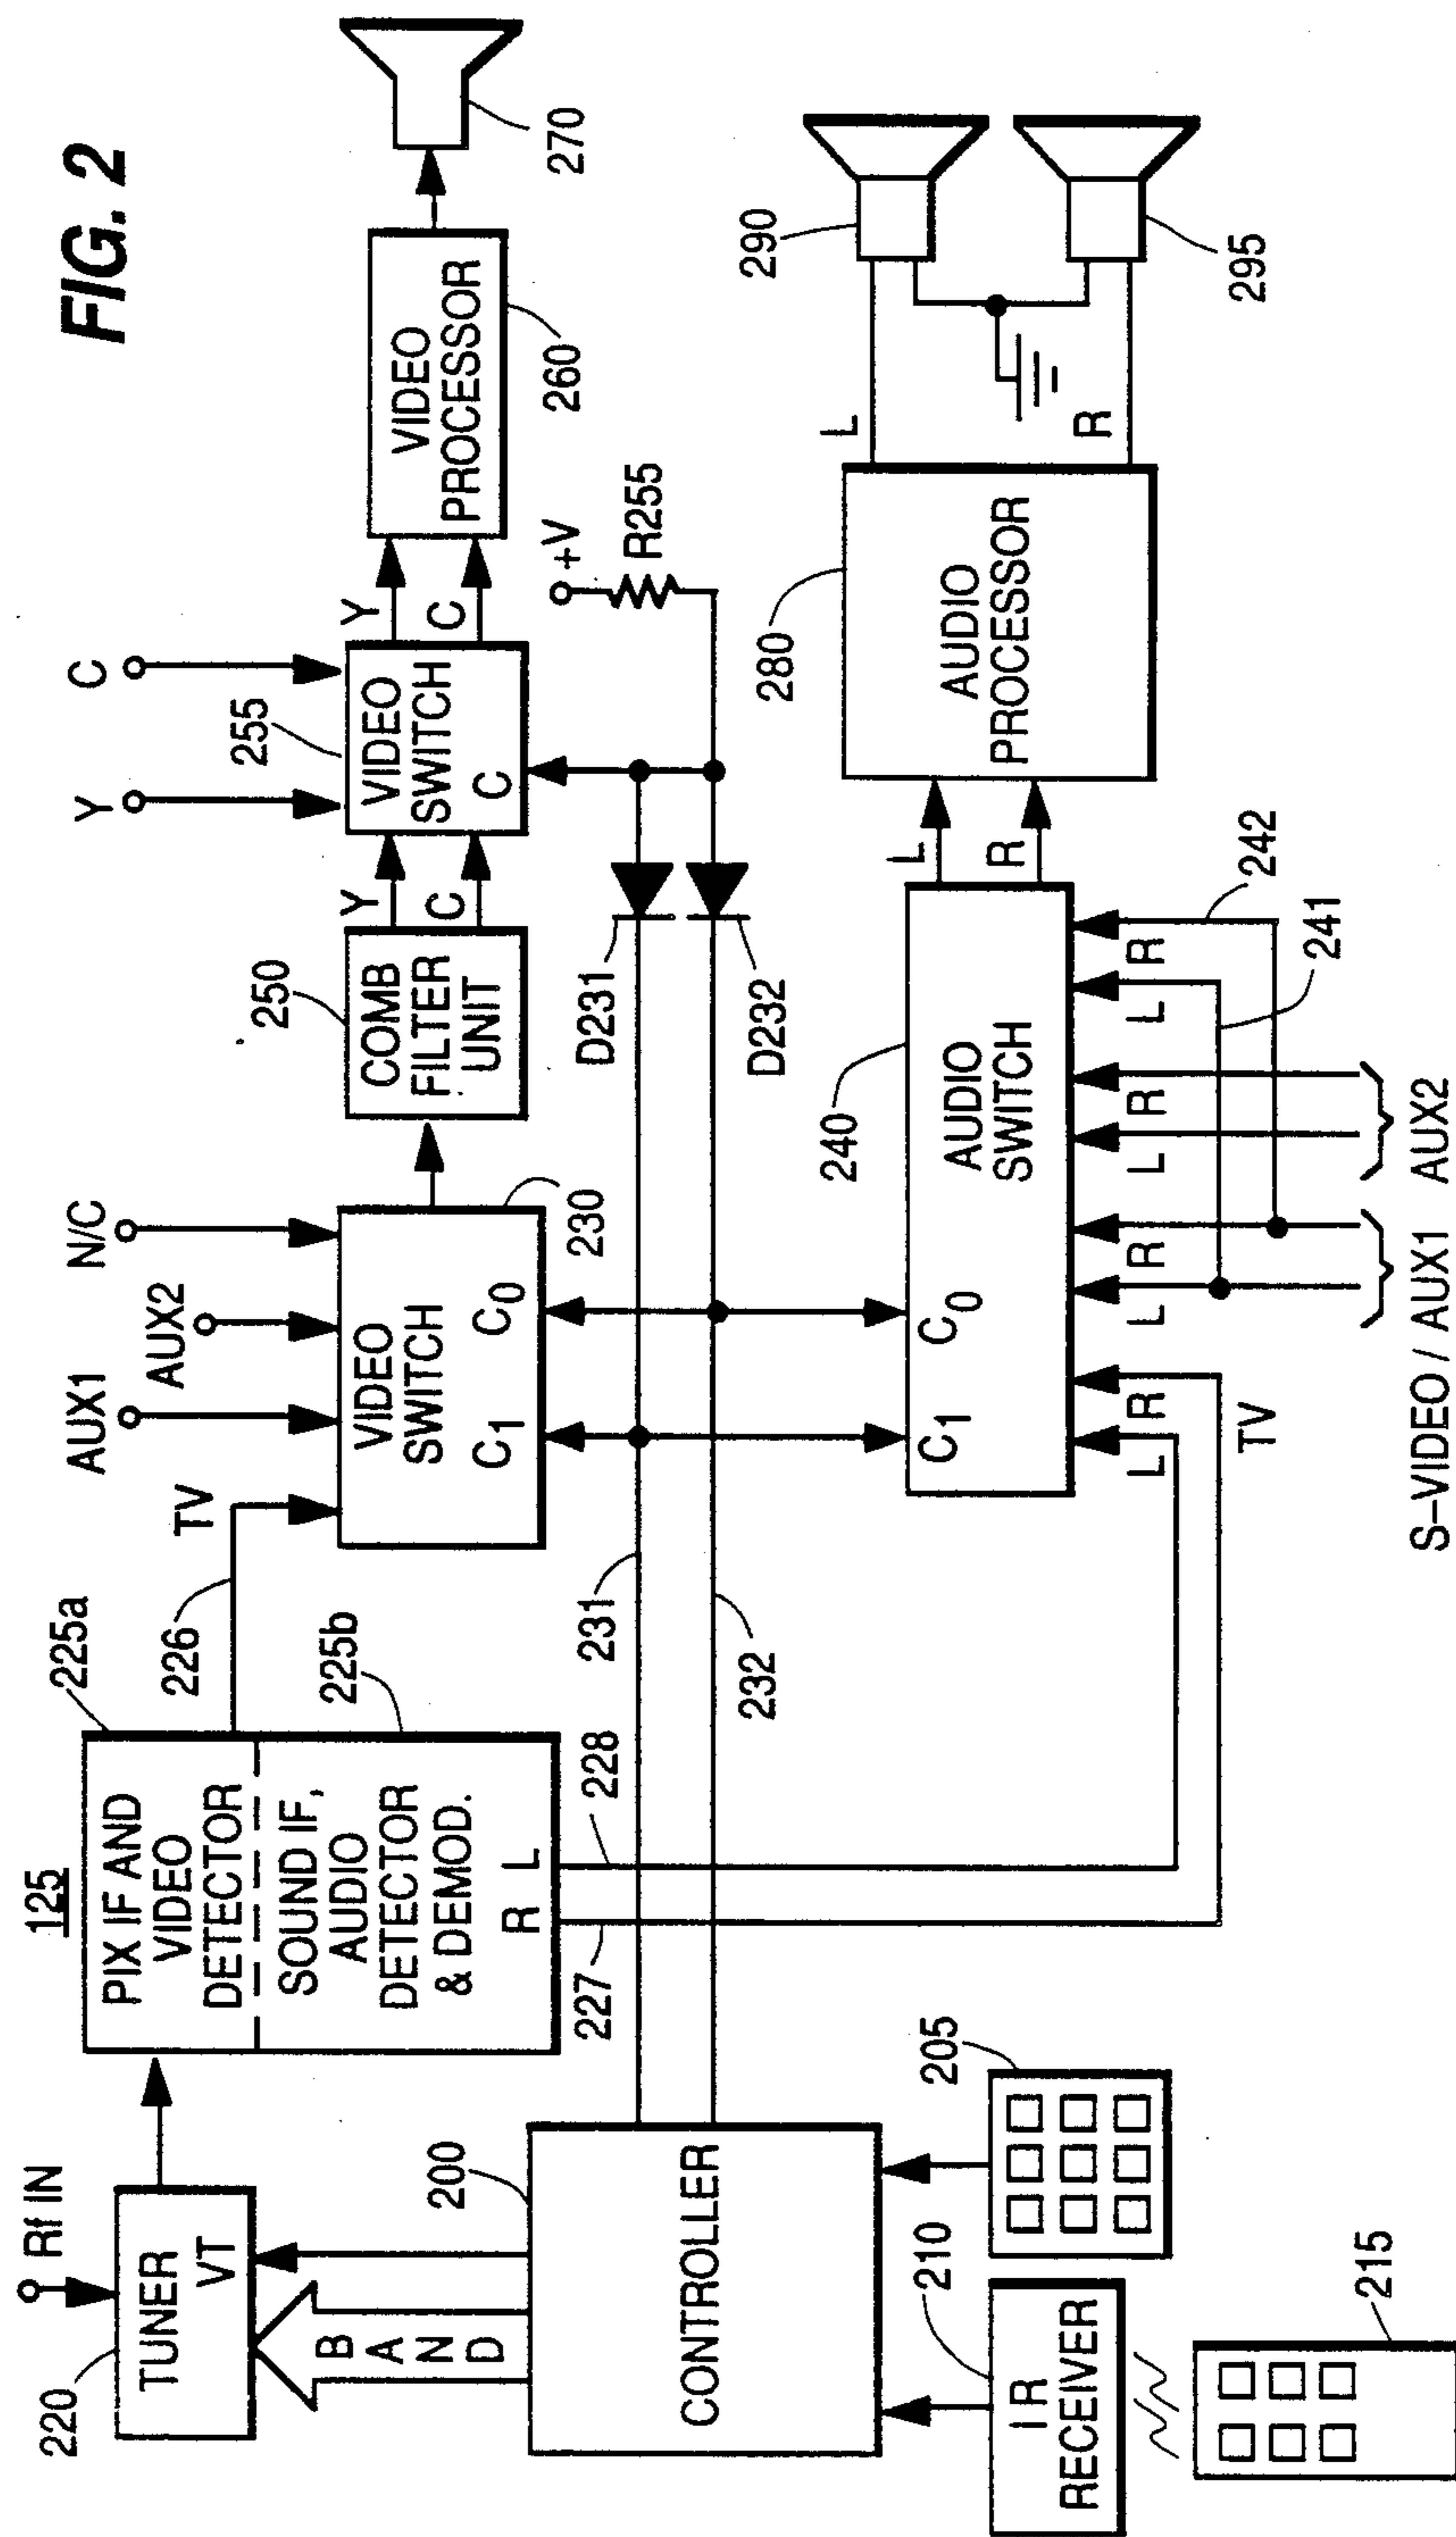 FIG. 2
Rf IN
220
TUNER
VT
BAND
125
PIX IF AND
VIDEO
DETECTOR
225a
SOUND IF,
AUDIO
DETECTOR
& DEMOD.
R L
225b
226
TV
AUX1
AUX2
N/C
VIDEO
SWITCH
C1 C0
230
250
COMB
FILTER
UNIT
Y
C
Y
C
255
VIDEO
SWITCH
C
Y
C
VIDEO
PROCESSOR
260
270
+V
R255
D231
D232
231
232
200
CONTROLLER
227
228
210
IR
RECEIVER
205
215
240
C1 C0
AUDIO
SWITCH
L R
TV
L R
S-VIDEO / AUX1
L R
AUX2
L R
241
242
L
R
280
AUDIO
PROCESSOR
L
R
290
295